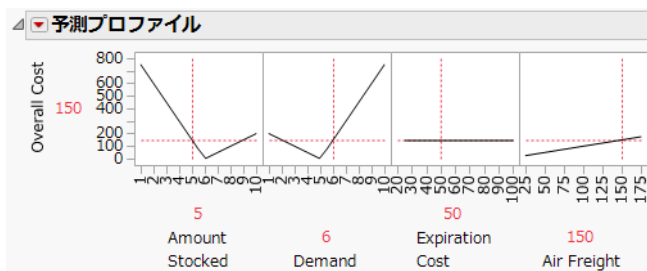 予測プロファイル
Overall Cost
150
800
600
500
400
200
100
0
1 2 3 4 5 6 7 8 9 10
1 2 3 4 5 6 7 8 9 10
20 30 40 50 60 70 80 90 100
25 50 75 100 125 150 175
5
Amount
Stocked
6
Demand
50
Expiration
Cost
150
Air Freight